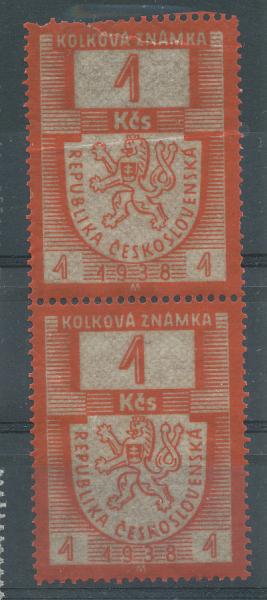 KOLKOVÁ ZNÁMKA
1
Kčs
REPUBLIKA ČESKOSLOVENSKÁ
1 1938 1
M
KOLKOVÁ ZNÁMKA
1
Kčs
REPUBLIKA ČESKOSLOVENSKÁ
1 1938 1
M